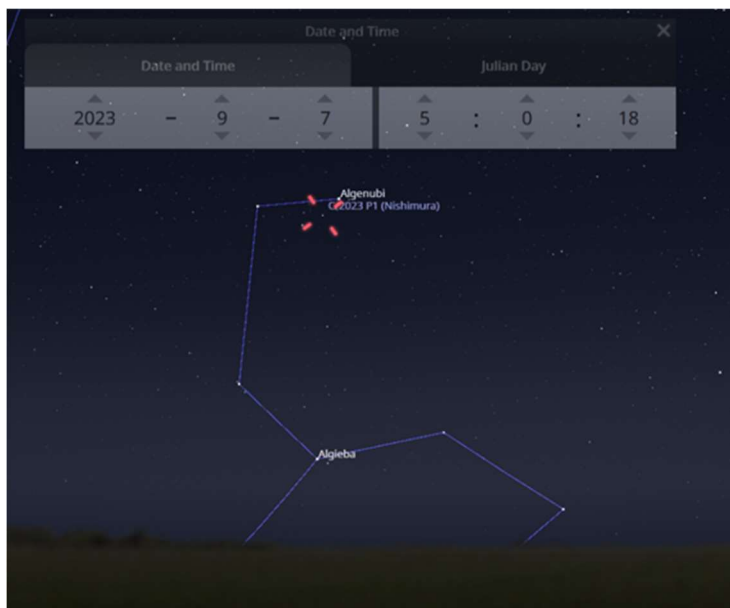 Date and Time
Date and Time Julian Day
2023 - 9 - 7 5 : 0 : 18
Algenubi
C/2023 P1 (Nishimura)
Algieba